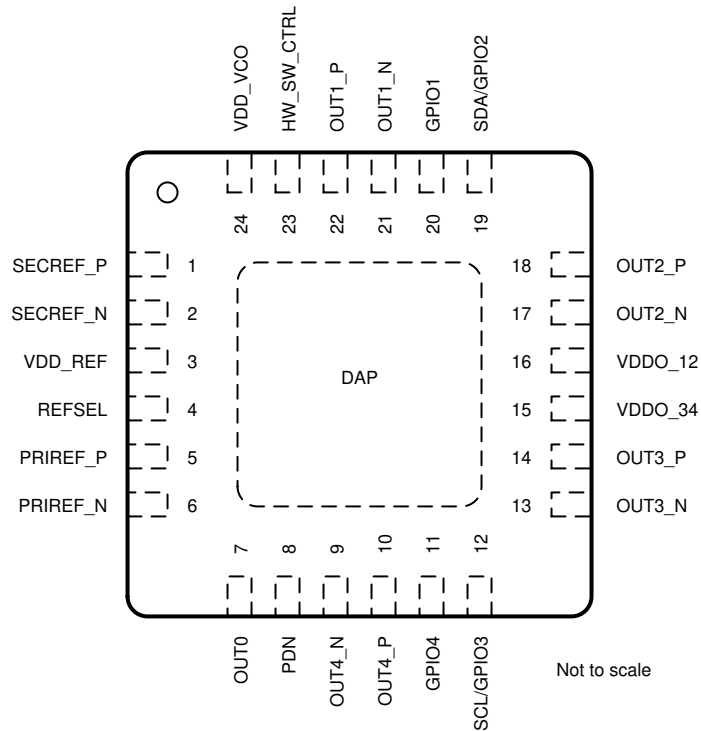 VDD_VCO
HW_SW_CTRL
OUT1_P
OUT1_N
GPIO1
SDA/GPIO2
24
23
22
21
20
19
SECREF_P 1
SECREF_N 2
VDD_REF 3
REFSEL 4
PRIREF_P 5
PRIREF_N 6
DAP
18 OUT2_P
17 OUT2_N
16 VDDO_12
15 VDDO_34
14 OUT3_P
13 OUT3_N
7
8
9
10
11
12
OUT0
PDN
OUT4_N
OUT4_P
GPIO4
SCL/GPIO3
Not to scale